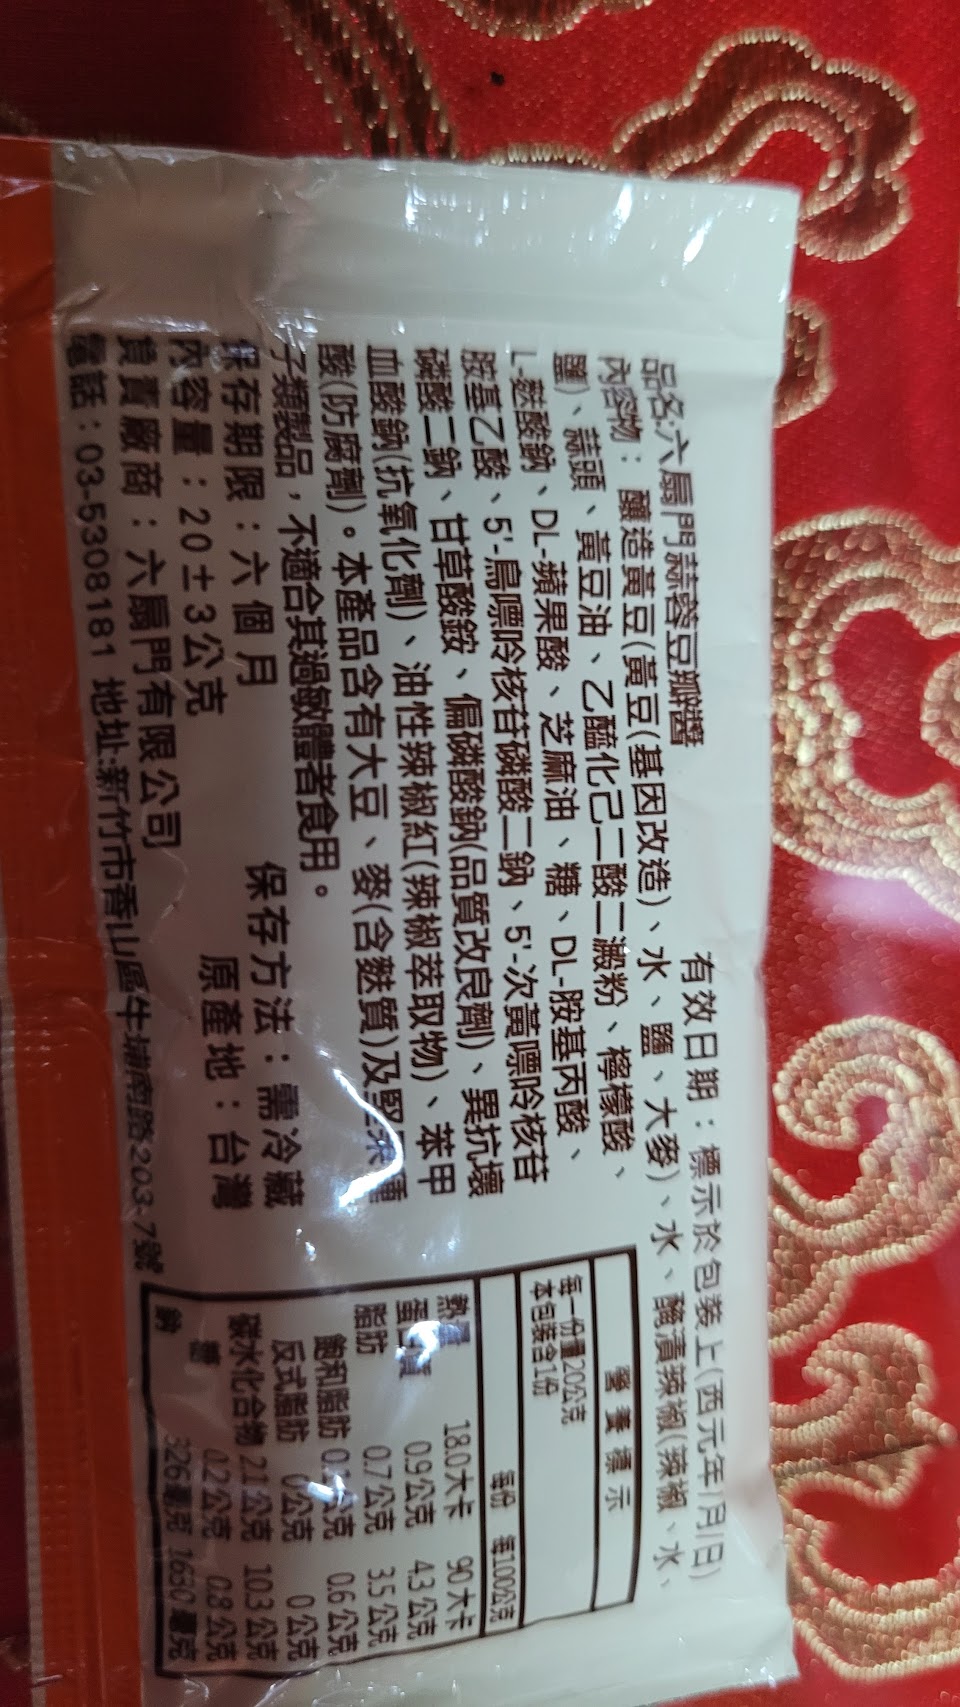 品名:六扇門蒜蓉豆瓣醬 有效日期：標示於包裝上(西元年/月/日)
內容物：釀造黃豆(黃豆(基因改造)、水、鹽、大麥)、水、醃漬辣椒(辣椒、水、
鹽)、蒜頭、黃豆油、乙醯化己二酸二澱粉、檸檬酸、
L-麩酸鈉、DL-蘋果酸、芝麻油、糖、DL-胺基丙酸、
胺基乙酸、5'-鳥嘌呤核苷磷酸二鈉、5'-次黃嘌呤核苷
磷酸二鈉、甘草酸銨、偏磷酸鈉(品質改良劑)、異抗壞
血酸鈉(抗氧化劑)、油性辣椒紅(辣椒萃取物)、苯甲
酸(防腐劑)。本產品含有大豆、麥(含麩質)及堅果種
子類製品，不適合其過敏體者食用。
保存期限：六個月 保存方法：需冷藏
內容量：20±3公克 原產地：台灣
負責廠商：六扇門有限公司
電話：03-5308181 地址:新竹市香山區牛埔南路203-7號
營養標示
每一份量20公克
本包裝含1份
每份 每100公克
熱量 18.0大卡 90大卡
蛋白質 0.9公克 4.3公克
脂肪 0.7公克 3.5公克
飽和脂肪 0.1公克 0.6公克
反式脂肪 0公克 0公克
碳水化合物 2.1公克 10.3公克
糖 0.2公克 0.8公克
鈉 326毫克 1630毫克